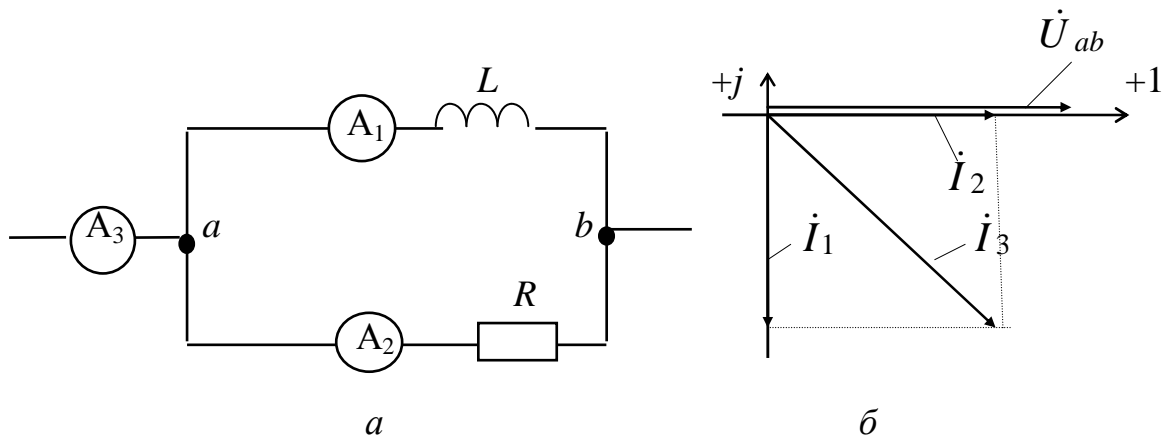 L
A₁
A₃
a
b
R
A₂
a
+j
U̇ ab
+1
İ 2
İ 1
İ 3
б